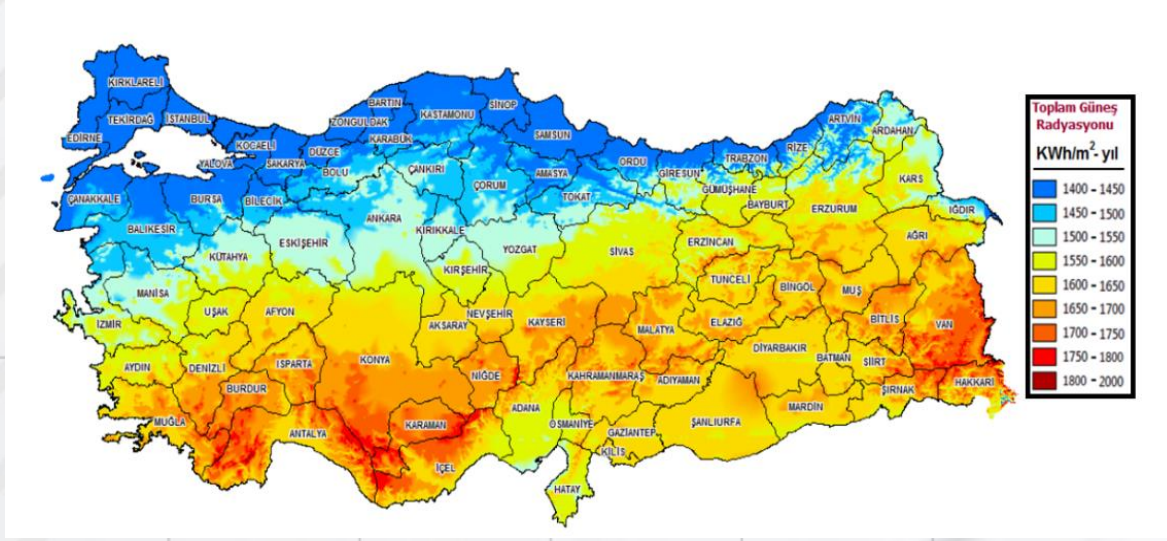 KIRKLARELİ
TEKİRDAĞ
İSTANBUL
EDİRNE
KOCAELİ
YALOVA
SAKARYA
DÜZCE
BOLU
ZONGULDAK
BARTIN
KARABÜK
KASTAMONU
SİNOP
SAMSUN
ÇANKIRI
ÇORUM
AMASYA
TOKAT
ORDU
GİRESUN
TRABZON
RİZE
ARTVİN
ARDAHAN
GÜMÜŞHANE
BAYBURT
KARS
IĞDIR
ERZURUM
AĞRI
ÇANAKKALE
BURSA
BİLECİK
BALIKESİR
KÜTAHYA
ESKİŞEHİR
ANKARA
KIRIKKALE
YOZGAT
KIRŞEHİR
SİVAS
ERZİNCAN
TUNCELİ
BİNGÖL
MUŞ
BİTLİS
VAN
MANİSA
İZMİR
UŞAK
AFYON
AKSARAY
NEVŞEHİR
KAYSERİ
MALATYA
ELAZIĞ
DİYARBAKIR
BATMAN
SİİRT
ŞIRNAK
HAKKARİ
AYDIN
DENİZLİ
ISPARTA
BURDUR
KONYA
NİĞDE
KAHRAMANMARAŞ
ADIYAMAN
MARDİN
ŞANLIURFA
MUĞLA
ANTALYA
KARAMAN
İÇEL
ADANA
OSMANİYE
GAZİANTEP
KİLİS
HATAY
Toplam Güneş
Radyasyonu
KWh/m²- yıl
1400 - 1450
1450 - 1500
1500 - 1550
1550 - 1600
1600 - 1650
1650 - 1700
1700 - 1750
1750 - 1800
1800 - 2000